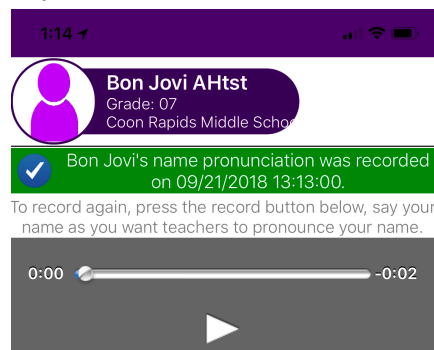 1:14
Bon Jovi AHtst
Grade: 07
Coon Rapids Middle Schoo
Bon Jovi's name pronunciation was recorded
on 09/21/2018 13:13:00.
To record again, press the record button below, say your
name as you want teachers to pronounce your name.
0:00 -0:02